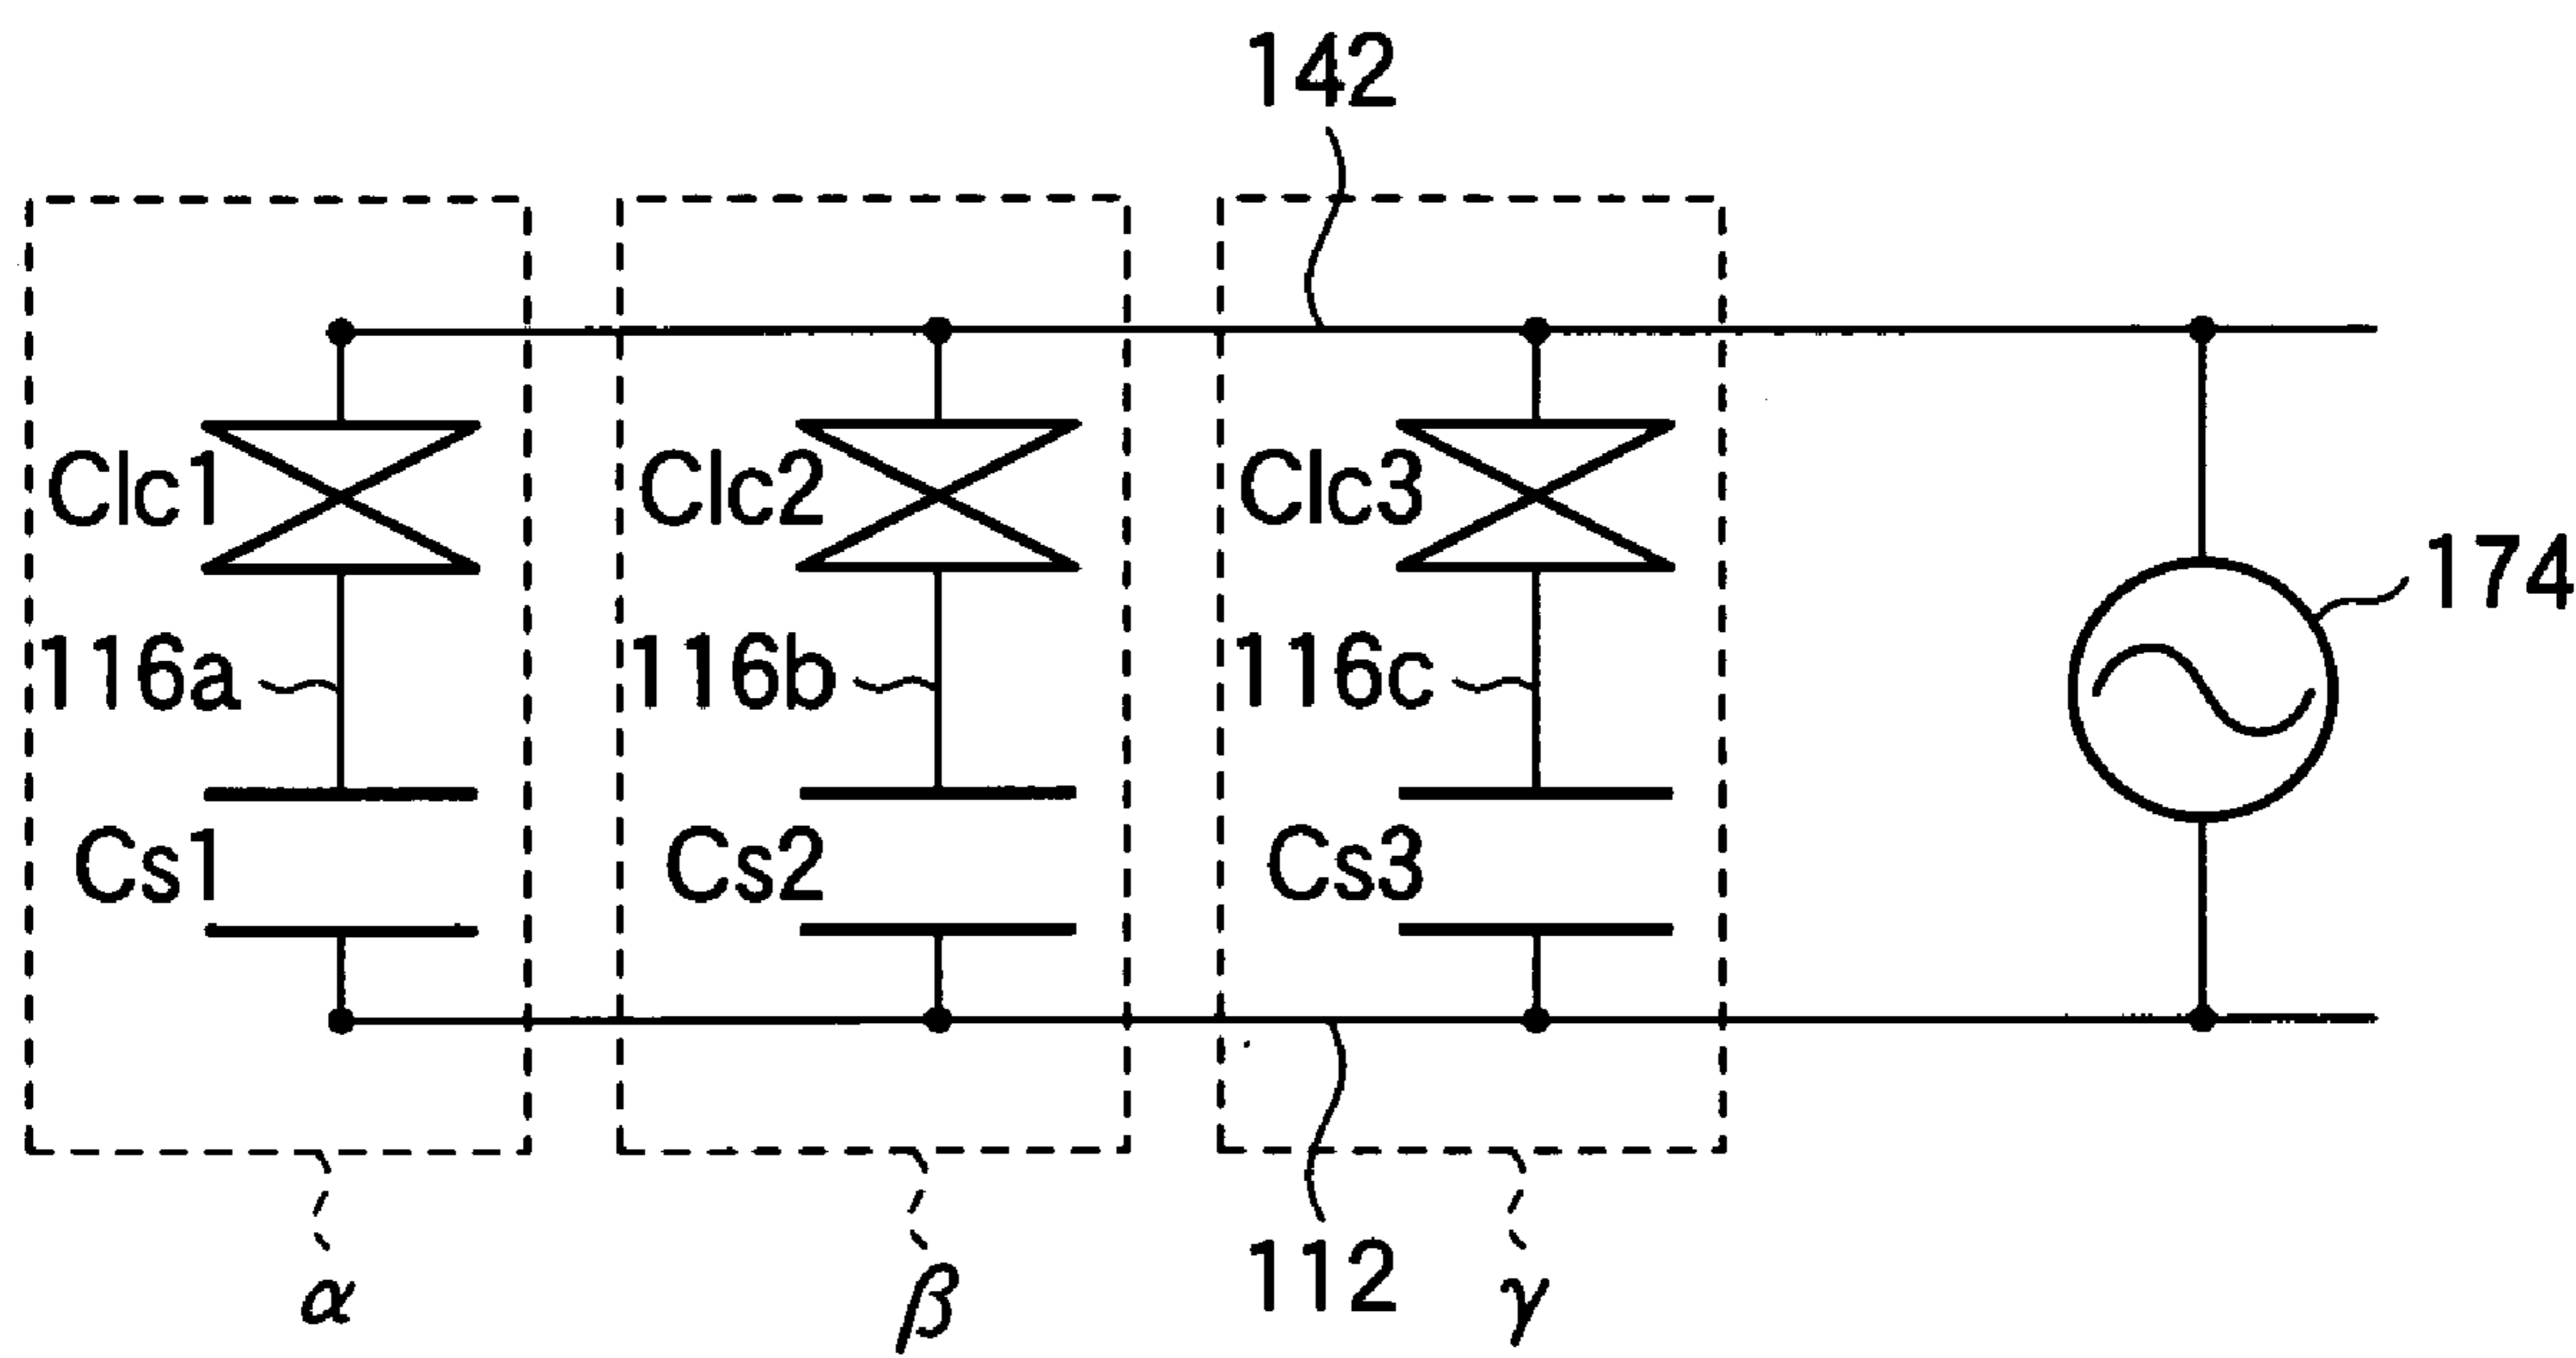 142
Clc1 Clc2 Clc3
174
116a 116b 116c
Cs1 Cs2 Cs3
112
α β γ